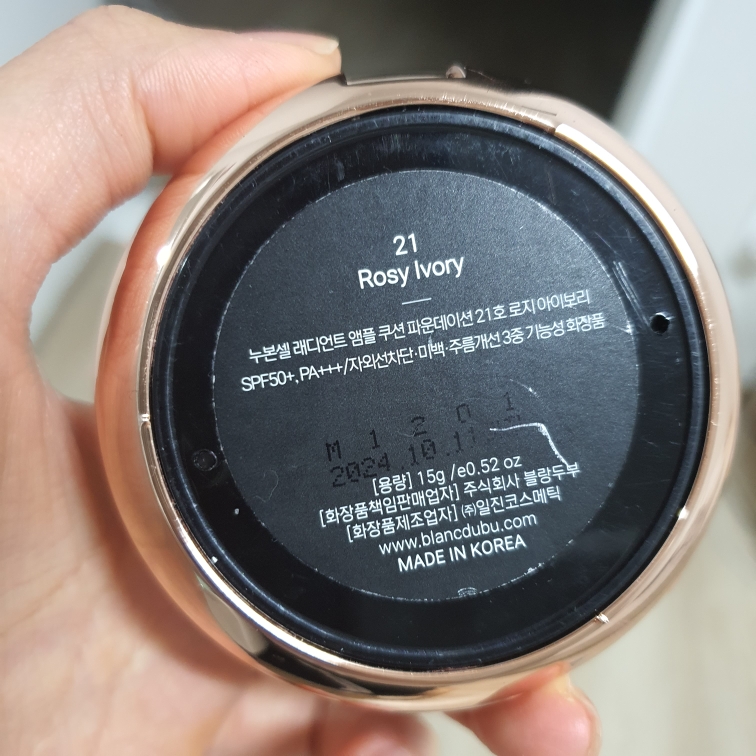 21
Rosy Ivory
누본셀 래디언트 앰플 쿠션 파운데이션 21호 로지 아이보리
SPF50+, PA+++/자외선차단·미백·주름개선 3중 기능성 화장품
M 1 2 0 1
2024.10.11
[용량] 15g /e0.52 oz
[화장품책임판매업자] 주식회사 블랑두부
[화장품제조업자] ㈜일진코스메틱
www.blancdubu.com
MADE IN KOREA